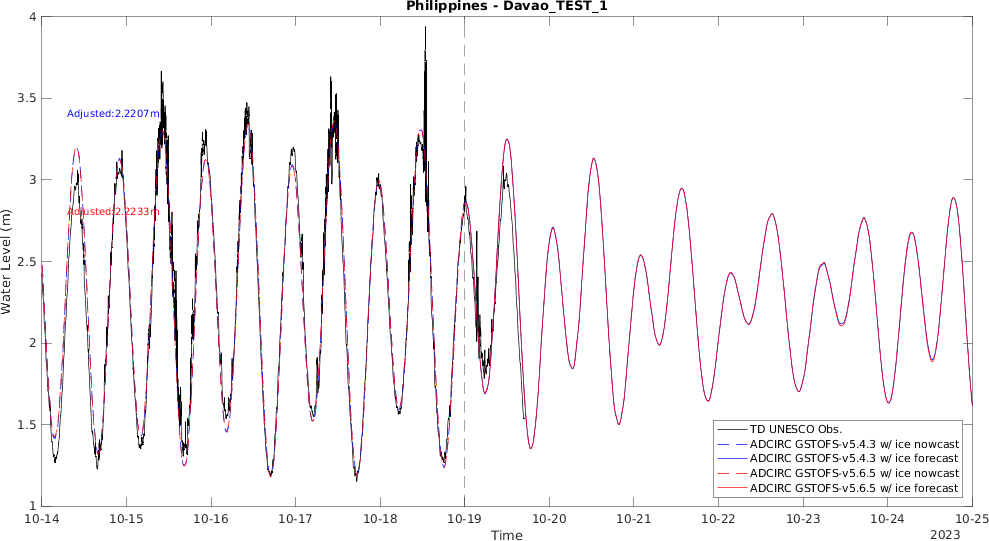 Philippines - Davao_TEST_1
4
3.5
3
2.5
2
1.5
1
Water Level (m)
Adjusted:2.2207m
Adjusted:2.2233m
TD UNESCO Obs.
ADCIRC GSTOFS-v5.4.3 w/ ice nowcast
ADCIRC GSTOFS-v5.4.3 w/ ice forecast
ADCIRC GSTOFS-v5.6.5 w/ ice nowcast
ADCIRC GSTOFS-v5.6.5 w/ ice forecast
10-14 10-15 10-16 10-17 10-18 10-19 10-20 10-21 10-22 10-23 10-24 10-25
Time
2023